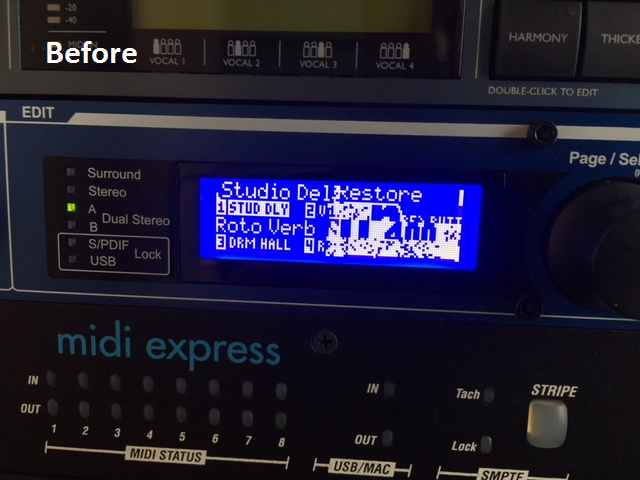 -20
-40
Before
HARMONY
THICKE
VOCAL 1
VOCAL 2
VOCAL 3
VOCAL 4
DOUBLE-CLICK TO EDIT
EDIT
Page / Sel
Surround
Stereo
A
Dual Stereo
B
S/PDIF
Lock
USB
Studio Del Restore
1 STUD DLY 2
Roto Verb
3 DRM HALL 4 R
midi express
IN
OUT
1 2 3 4 5 6 7 8
MIDI STATUS
IN
OUT
USB/MAC
Tach
Lock
SMPTE
STRIPE